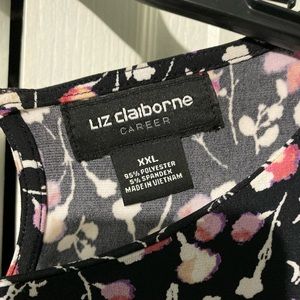 Liz claiborne
CAREER
XXL
95% POLYESTER
5% SPANDEX
MADE IN VIETNAM